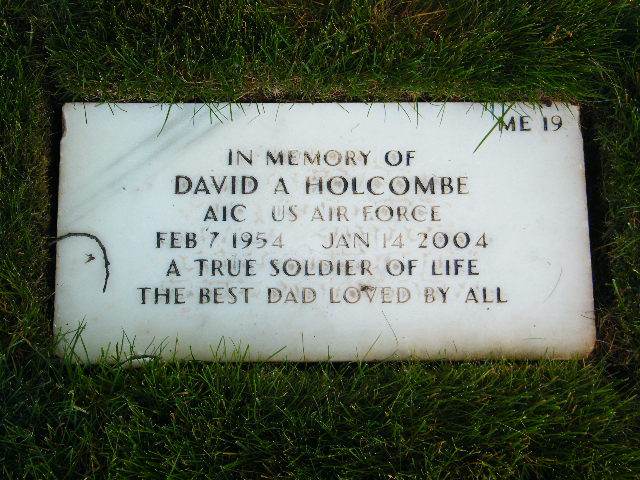 ME 19
IN MEMORY OF
DAVID A HOLCOMBE
A1C US AIR FORCE
FEB 7 1954 JAN 14 2004
A TRUE SOLDIER OF LIFE
THE BEST DAD LOVED BY ALL